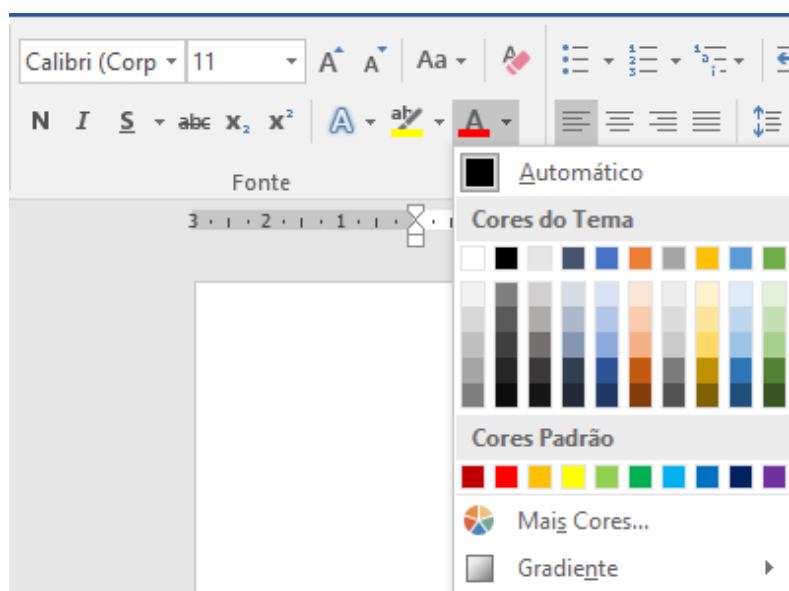 Calibri (Corp 11 A A Aa A
N I S abc X₂ X² A ab A
Fonte
Automático
3 2 1
Cores do Tema
Cores Padrão
Mais Cores...
Gradiente